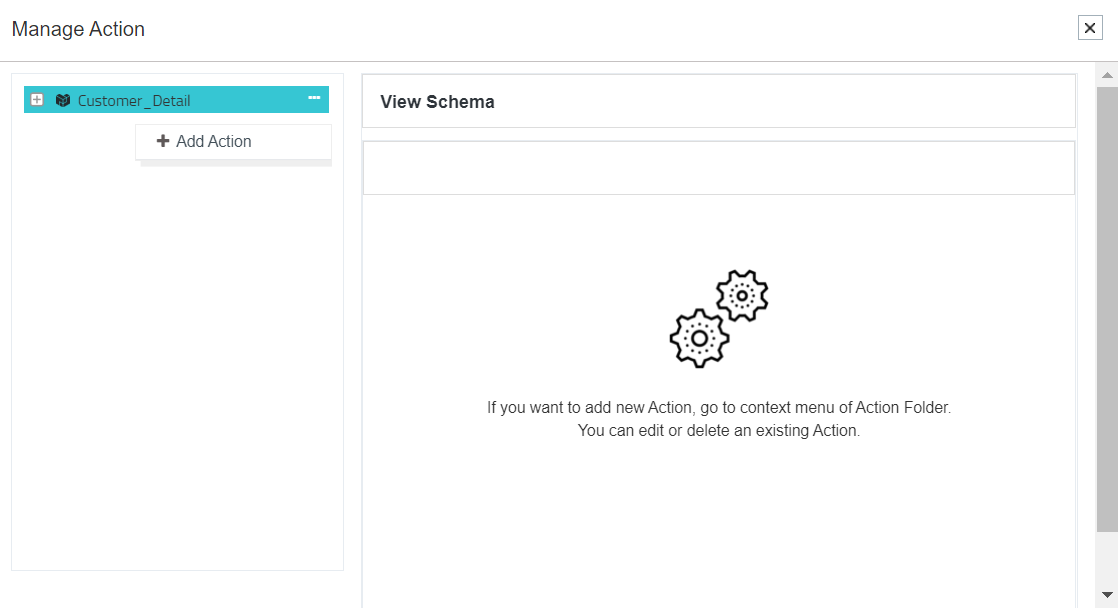 Manage Action
Customer_Detail
Add Action
View Schema
If you want to add new Action, go to context menu of Action Folder.
You can edit or delete an existing Action.